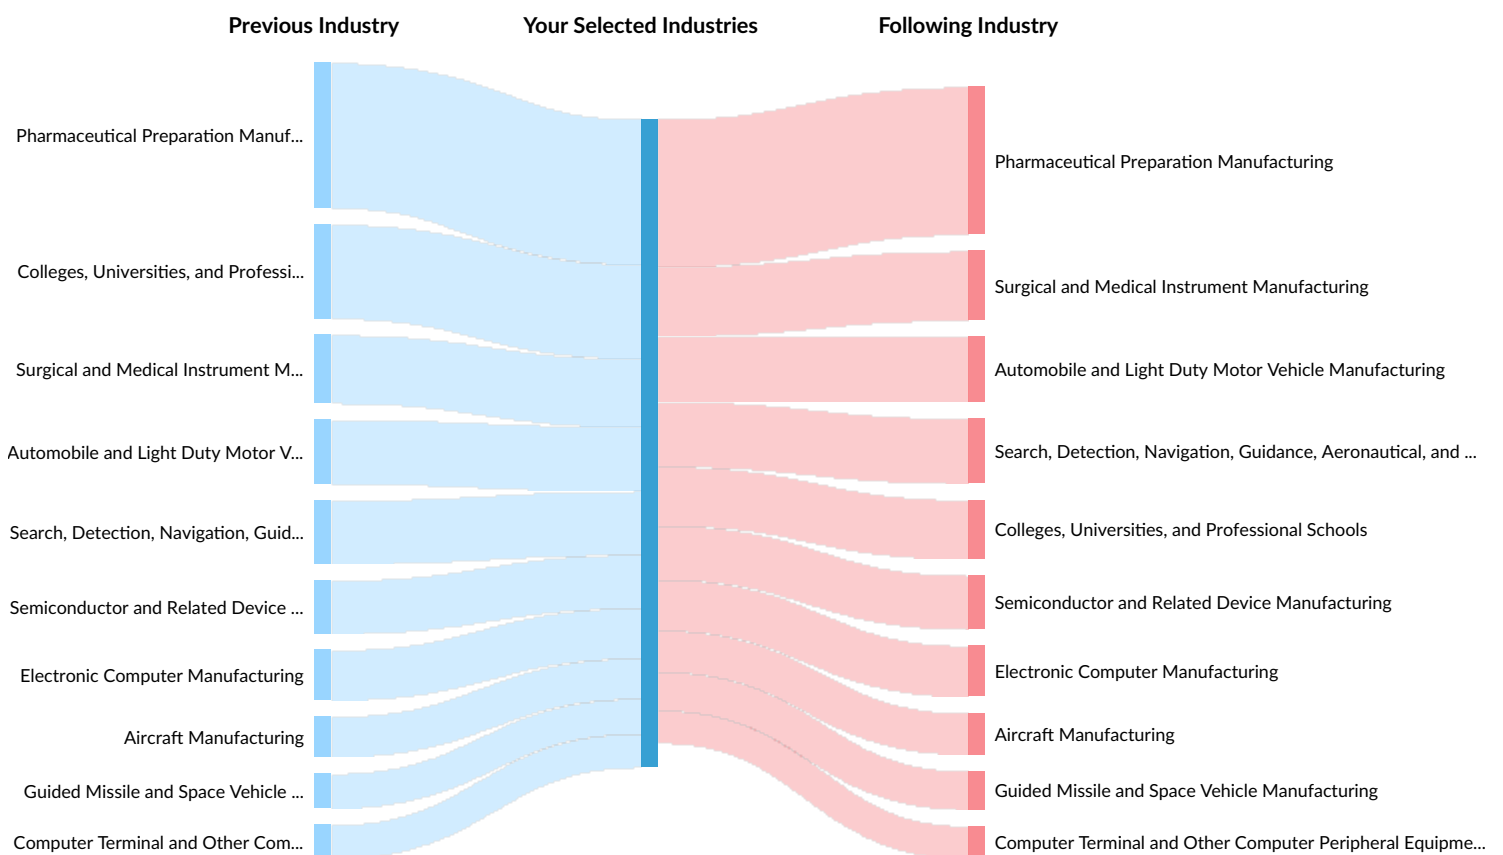 Previous Industry
Your Selected Industries
Following Industry
Pharmaceutical Preparation Manuf...
Colleges, Universities, and Professi...
Surgical and Medical Instrument M...
Automobile and Light Duty Motor V...
Search, Detection, Navigation, Guid...
Semiconductor and Related Device ...
Electronic Computer Manufacturing
Aircraft Manufacturing
Guided Missile and Space Vehicle ...
Computer Terminal and Other Com...
Pharmaceutical Preparation Manufacturing
Surgical and Medical Instrument Manufacturing
Automobile and Light Duty Motor Vehicle Manufacturing
Search, Detection, Navigation, Guidance, Aeronautical, and ...
Colleges, Universities, and Professional Schools
Semiconductor and Related Device Manufacturing
Electronic Computer Manufacturing
Aircraft Manufacturing
Guided Missile and Space Vehicle Manufacturing
Computer Terminal and Other Computer Peripheral Equipme...